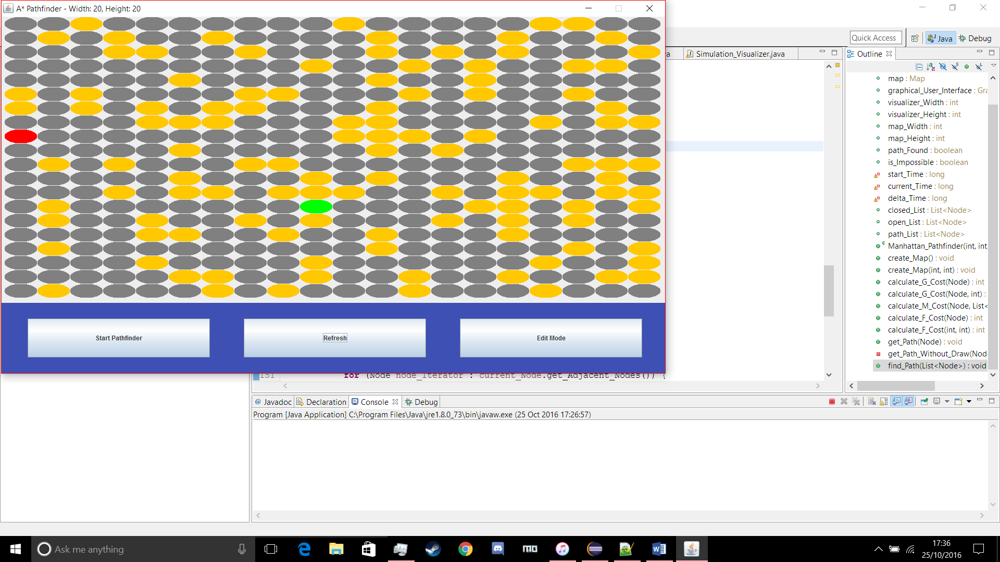 A* Pathfinder - Width: 20, Height: 20
Quick Access
Java
Debug
Simulation_Visualizer.java
Outline
map : Map
graphical_User_Interface : Gra
visualizer_Width : int
visualizer_Height : int
map_Width : int
map_Height : int
path_Found : boolean
is_Impossible : boolean
start_Time : long
current_Time : long
delta_Time : long
closed_List : List<Node>
open_List : List<Node>
path_List : List<Node>
Manhattan_Pathfinder(int, int
create_Map() : void
create_Map(int, int) : void
calculate_G_Cost(Node) : int
calculate_G_Cost(Node, int) :
calculate_M_Cost(Node, List<
calculate_F_Cost(Node) : int
calculate_F_Cost(int, int) : int
get_Path(Node) : void
get_Path_Without_Draw(Nod
find_Path(List<Node>) : void
Start Pathfinder
Refresh
Edit Mode
151 for (Node node_Iterator : current_Node.get_Adjacent_Nodes()) {
@ Javadoc
Declaration
Console
Debug
Program [Java Application] C:\Program Files\Java\jre1.8.0_73\bin\javaw.exe (25 Oct 2016 17:26:57)
Ask me anything
17:36
25/10/2016